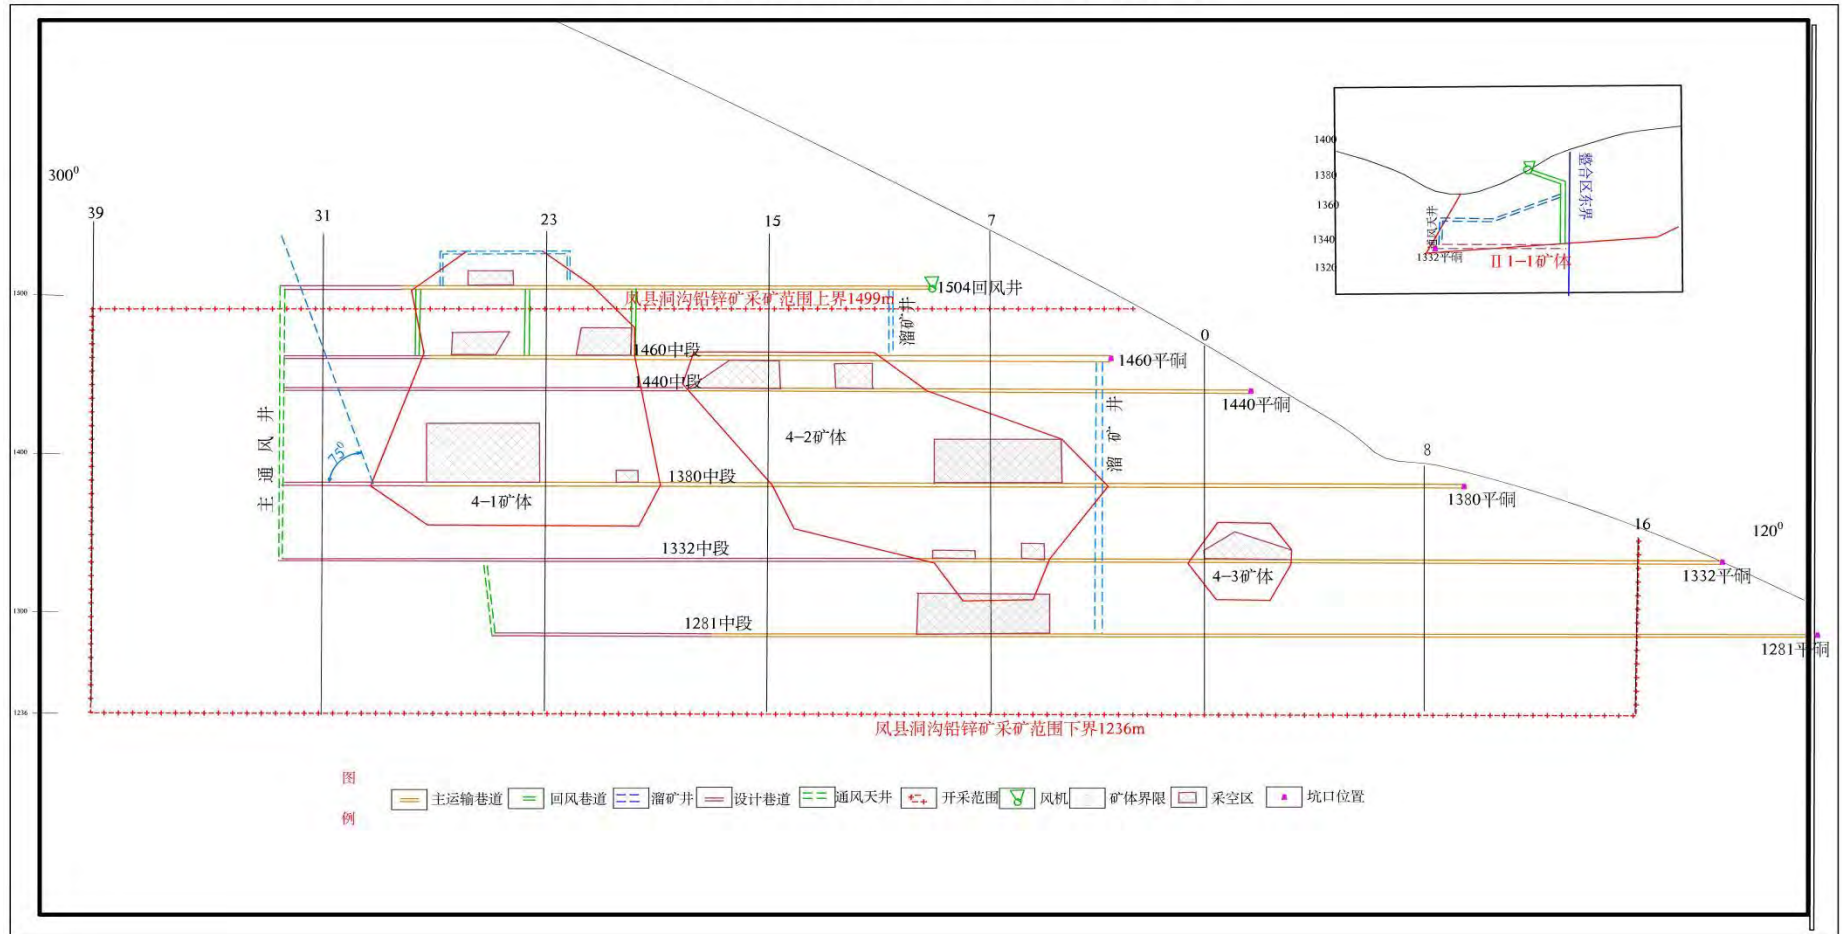 300⁰
39
31
23
15
7
0
8
16
120⁰
1500
1400
1300
1236
1400
1380
1360
1340
1320
通风天井
1332平硐
II 1-1矿体
整合区东界
1504回风井
凤县洞沟铅锌矿采矿范围上界1499m
溜矿井
1460中段
1460平硐
1440中段
1440平硐
主通风井
75⁰
4-2矿体
溜矿井
1380中段
1380平硐
4-1矿体
1332中段
4-3矿体
1332平硐
1281中段
1281平硐
凤县洞沟铅锌矿采矿范围下界1236m
图例
主运输巷道
回风巷道
溜矿井
设计巷道
通风天井
开采范围
风机
矿体界限
采空区
坑口位置